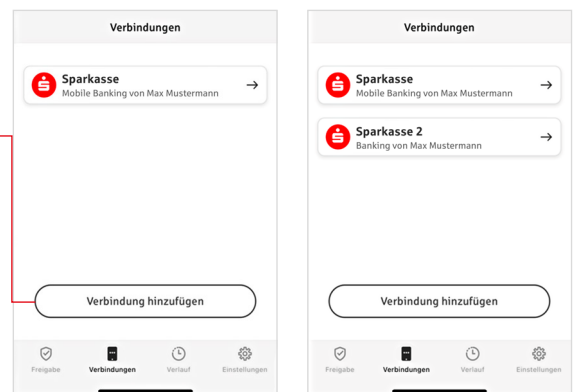 Verbindungen
Sparkasse
Mobile Banking von Max Mustermann
Verbindung hinzufügen
Freigabe
Verbindungen
Verlauf
Einstellungen
Verbindungen
Sparkasse
Mobile Banking von Max Mustermann
Sparkasse 2
Banking von Max Mustermann
Verbindung hinzufügen
Freigabe
Verbindungen
Verlauf
Einstellungen